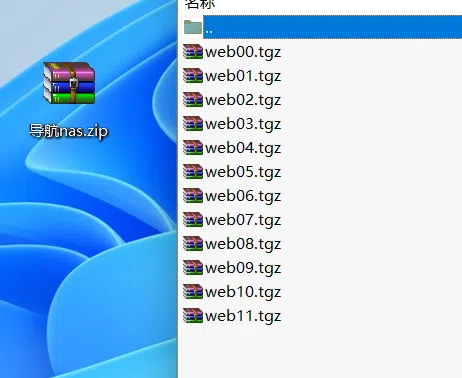 名称
..
web00.tgz
web01.tgz
web02.tgz
web03.tgz
web04.tgz
web05.tgz
web06.tgz
web07.tgz
web08.tgz
web09.tgz
web10.tgz
web11.tgz
导航nas.zip